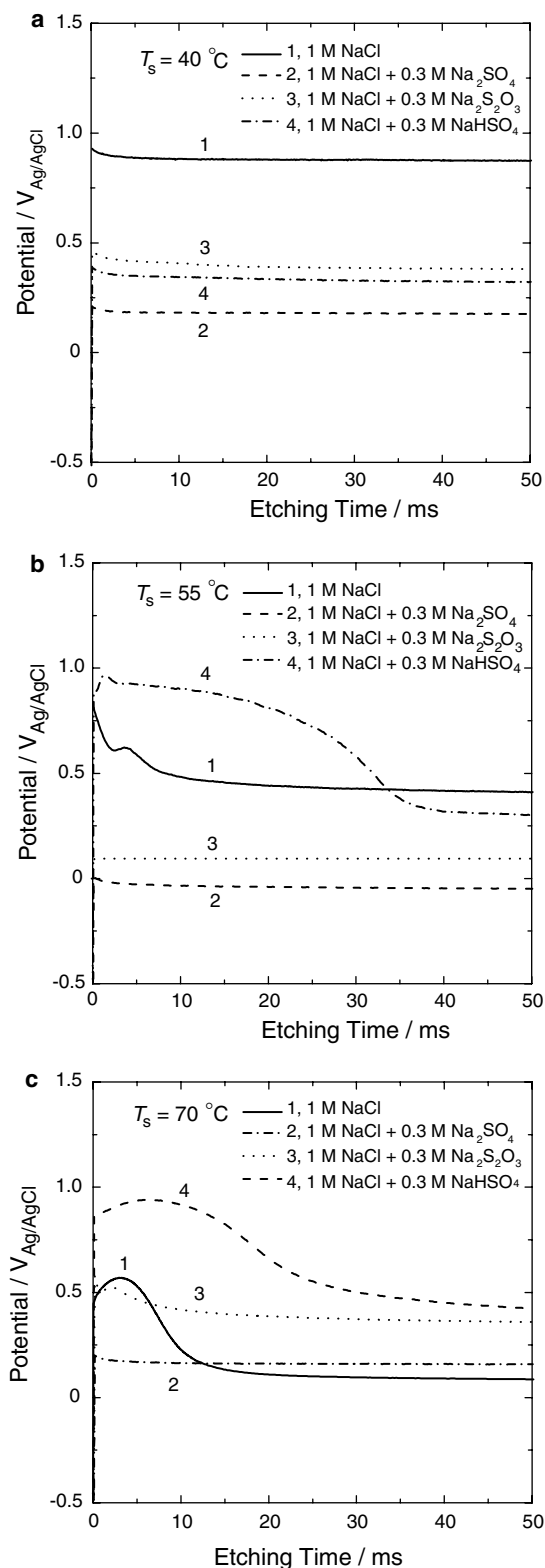 a
Tₛ = 40 °C
1, 1 M NaCl
2, 1 M NaCl + 0.3 M Na₂SO₄
3, 1 M NaCl + 0.3 M Na₂S₂O₃
4, 1 M NaCl + 0.3 M NaHSO₄
1.5
1.0
0.5
0
-0.5
Potential / V Ag/AgCl
1
3
4
2
0 10 20 30 40 50
Etching Time / ms
b
Tₛ = 55 °C
1, 1 M NaCl
2, 1 M NaCl + 0.3 M Na₂SO₄
3, 1 M NaCl + 0.3 M Na₂S₂O₃
4, 1 M NaCl + 0.3 M NaHSO₄
1.5
1.0
0.5
0
-0.5
Potential / V Ag/AgCl
4
1
3
2
0 10 20 30 40 50
Etching Time / ms
c
Tₛ = 70 °C
1, 1 M NaCl
2, 1 M NaCl + 0.3 M Na₂SO₄
3, 1 M NaCl + 0.3 M Na₂S₂O₃
4, 1 M NaCl + 0.3 M NaHSO₄
1.5
1.0
0.5
0
-0.5
Potential / V Ag/AgCl
4
1
3
2
0 10 20 30 40 50
Etching Time / ms